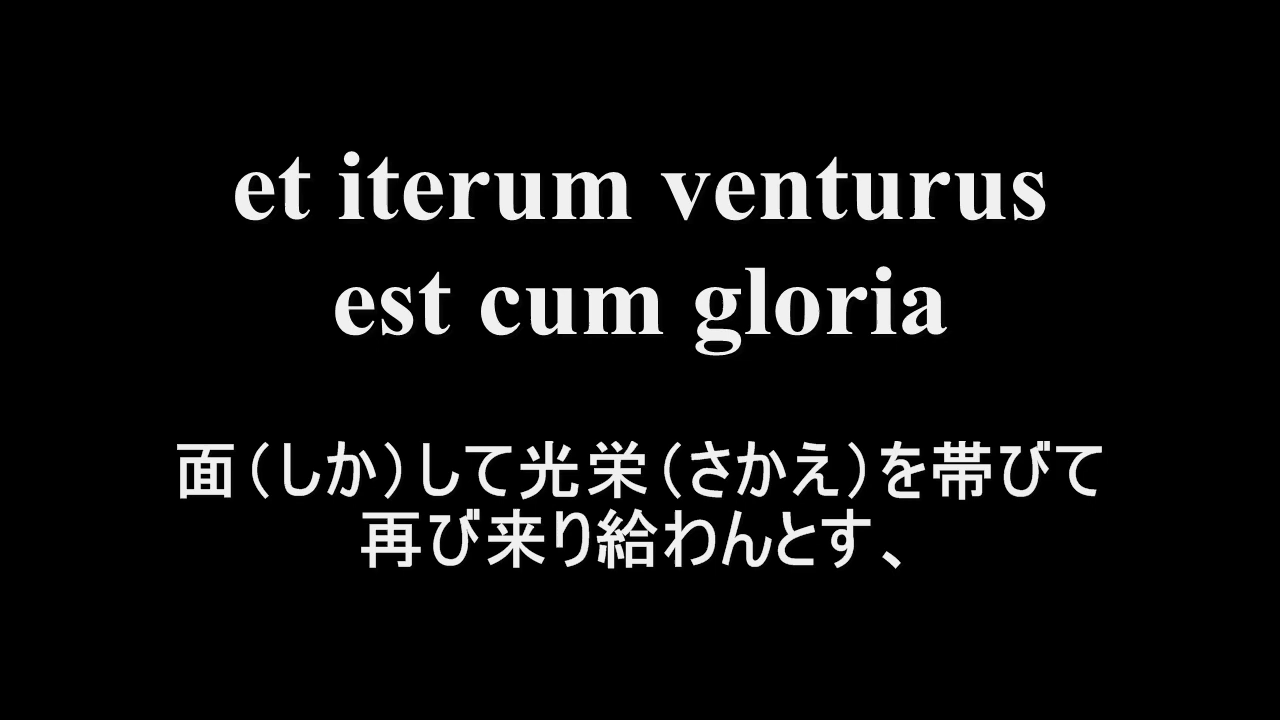 et iterum venturus
est cum gloria
面（しか）して光栄（さかえ）を帯びて
再び来り給わんとす、